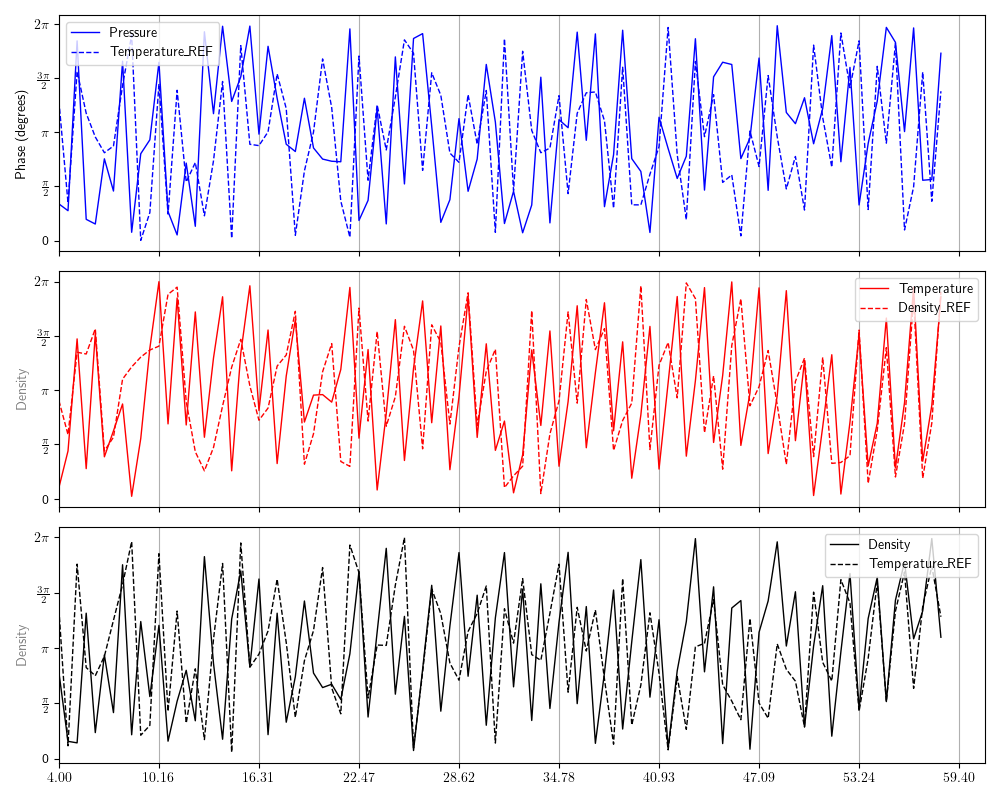 2π
3π/2
π
π/2
0
Phase (degrees)
Pressure
Temperature_REF
2π
3π/2
π
π/2
0
Density
Temperature
Density_REF
2π
3π/2
π
π/2
0
Density
Density
Temperature_REF
4.00 10.16 16.31 22.47 28.62 34.78 40.93 47.09 53.24 59.40